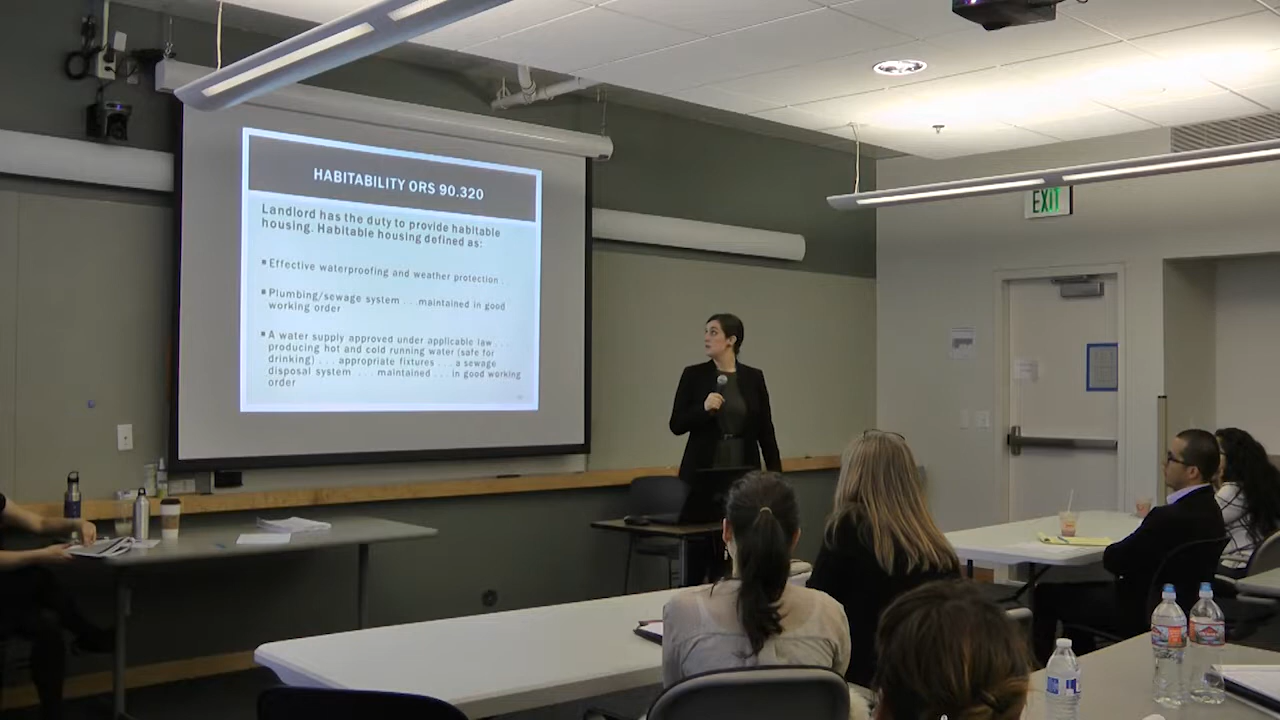 HABITABILITY ORS 90.320
Landlord has the duty to provide habitable
housing. Habitable housing defined as:
▪ Effective waterproofing and weather protection .
▪ Plumbing/sewage system . . . maintained in good
working order
▪ A water supply approved under applicable law . . .
producing hot and cold running water (safe for
drinking) . . . appropriate fixtures . . . a sewage
disposal system . . . maintained . . . in good working
order
EXIT